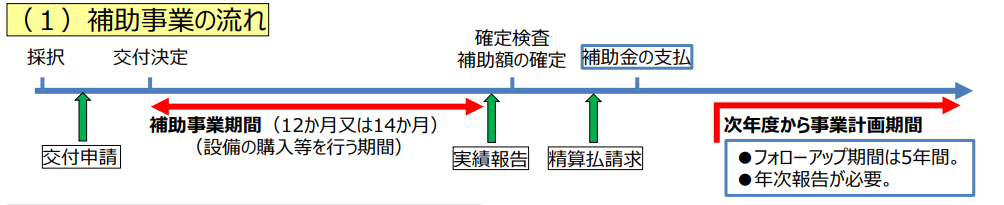 （１）補助事業の流れ
採択
交付決定
確定検査
補助額の確定
補助金の支払
補助事業期間（12か月又は14か月）
（設備の購入等を行う期間）
交付申請
実績報告
精算払請求
次年度から事業計画期間
●フォローアップ期間は5年間。
●年次報告が必要。